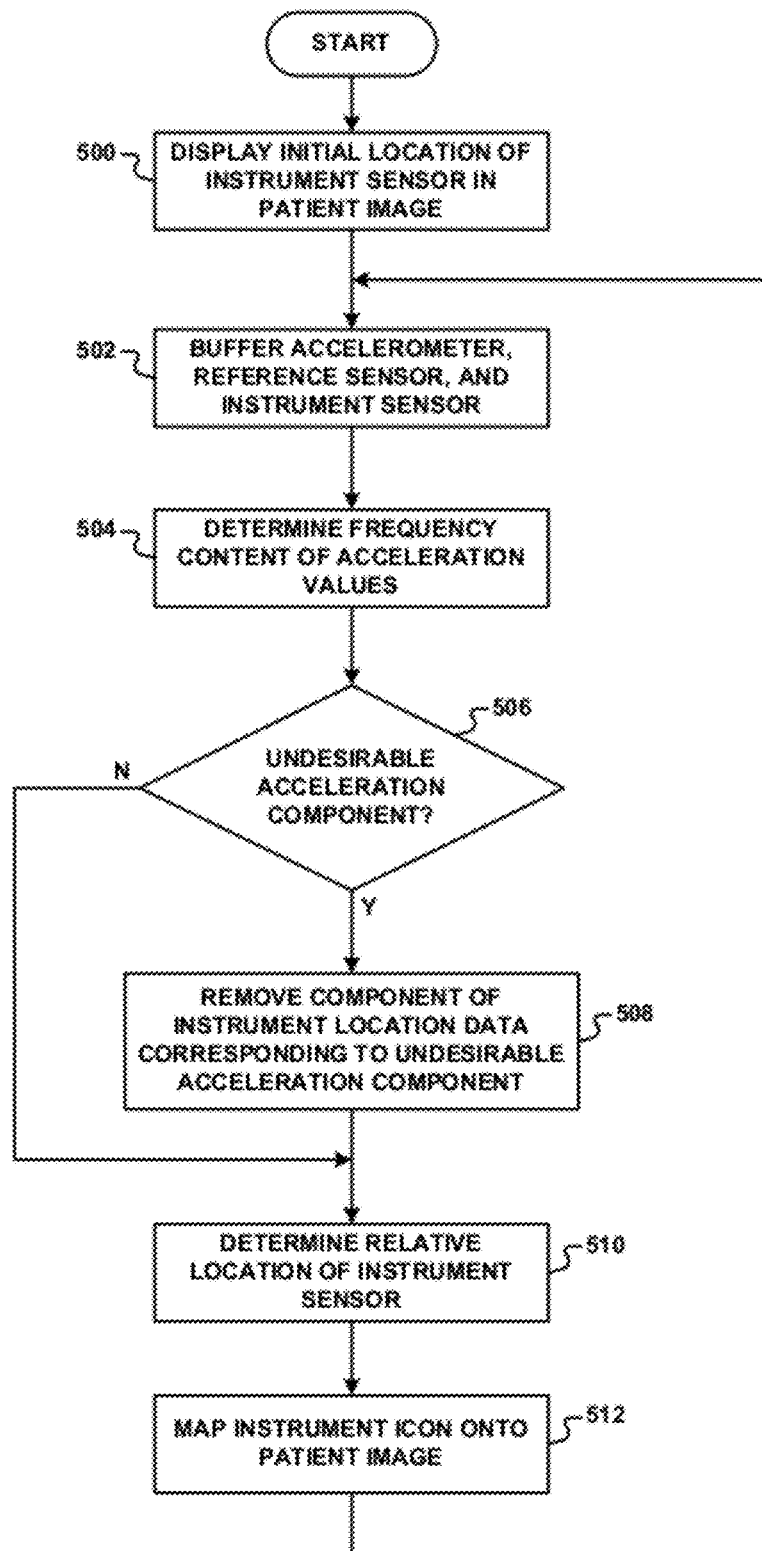 START
500
DISPLAY INITIAL LOCATION OF
INSTRUMENT SENSOR IN
PATIENT IMAGE
502
BUFFER ACCELEROMETER,
REFERENCE SENSOR, AND
INSTRUMENT SENSOR
504
DETERMINE FREQUENCY
CONTENT OF ACCELERATION
VALUES
506
UNDESIRABLE
ACCELERATION
COMPONENT?
N
Y
REMOVE COMPONENT OF
INSTRUMENT LOCATION DATA
CORRESPONDING TO UNDESIRABLE
ACCELERATION COMPONENT
508
DETERMINE RELATIVE
LOCATION OF INSTRUMENT
SENSOR
510
MAP INSTRUMENT ICON ONTO
PATIENT IMAGE
512